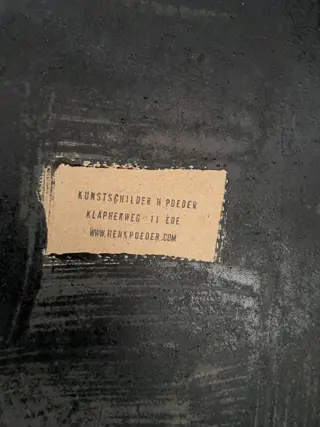 KUNSTSCHILDER H POEDER
KLAPHEKWEG 11 EDE
WWW.HENKPOEDER.COM